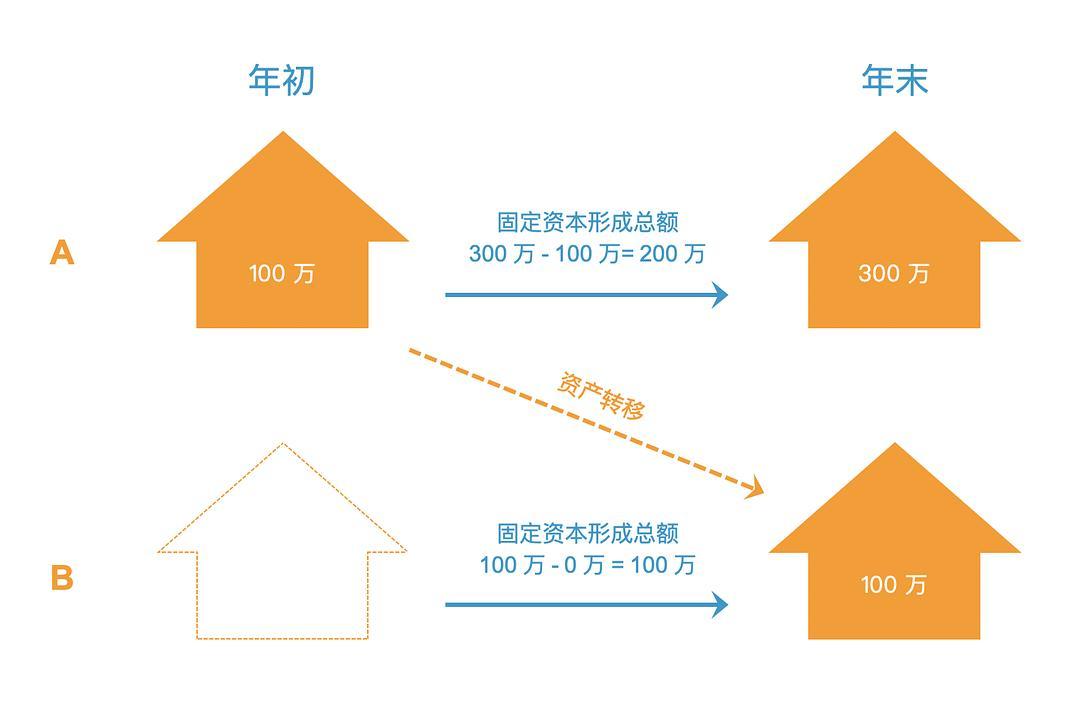 年初
年末
A
100 万
固定资本形成总额
300 万 - 100 万= 200 万
300 万
资产转移
B
固定资本形成总额
100 万 - 0 万 = 100 万
100 万